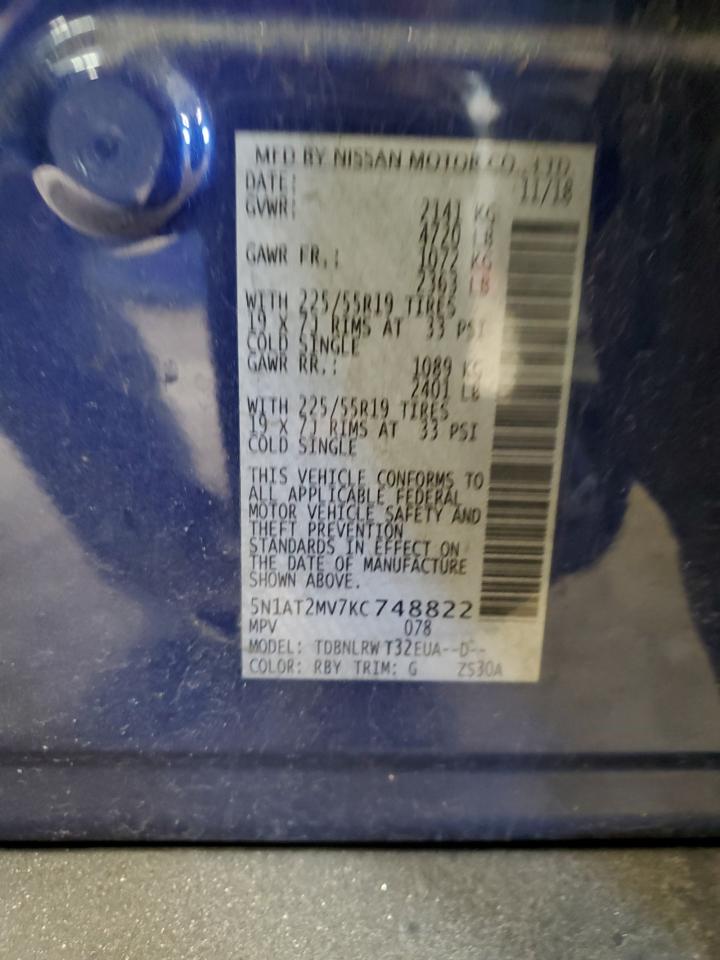 MFD BY NISSAN MOTOR CO., LTD.
DATE: 11/18
GVWR: 2141 KG
4720 LB
GAWR FR.: 1072 KG
2363 LB
WITH 225/55R19 TIRES
19 X 7J RIMS AT 33 PSI
COLD SINGLE
GAWR RR.: 1089 KG
2401 LB
WITH 225/55R19 TIRES
19 X 7J RIMS AT 33 PSI
COLD SINGLE
THIS VEHICLE CONFORMS TO
ALL APPLICABLE FEDERAL
MOTOR VEHICLE SAFETY AND
THEFT PREVENTION
STANDARDS IN EFFECT ON
THE DATE OF MANUFACTURE
SHOWN ABOVE.
5N1AT2MV7KC748822
MPV 078
MODEL: TDBNLRW T32EUA--D--
COLOR: RBY TRIM: G ZS30A